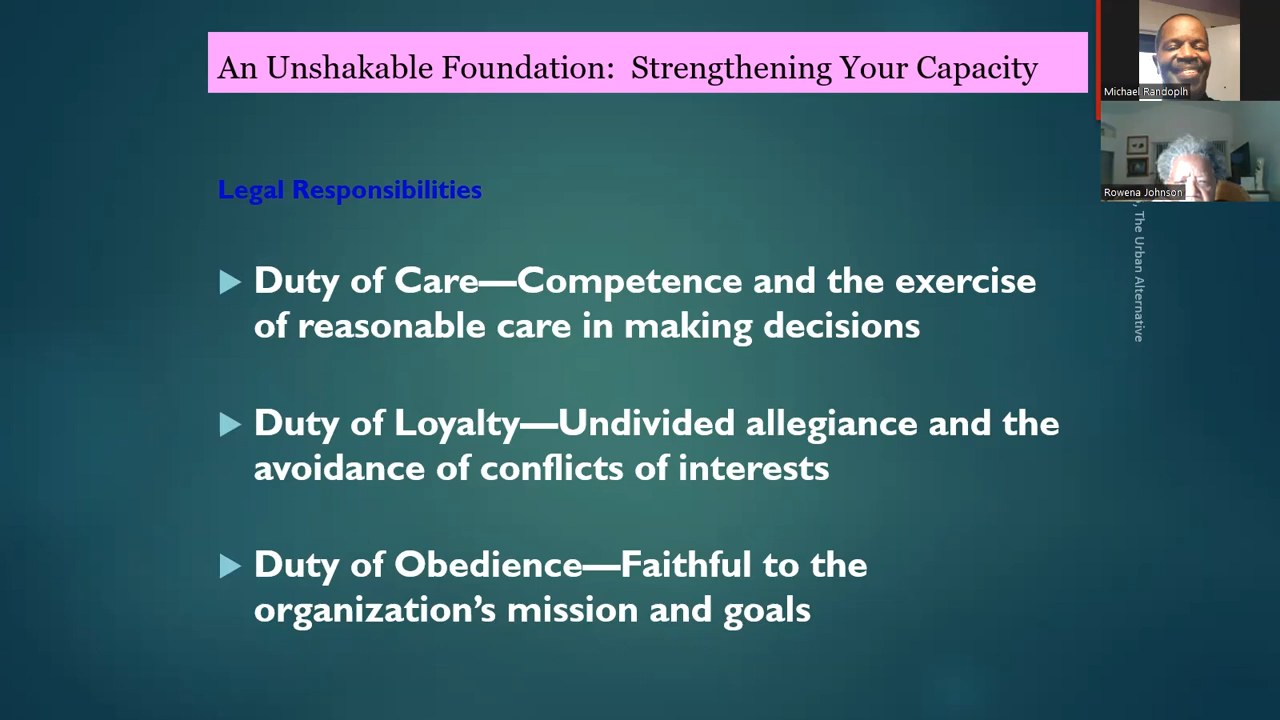 An Unshakable Foundation: Strengthening Your Capacity
Legal Responsibilities
Duty of Care—Competence and the exercise
of reasonable care in making decisions
Duty of Loyalty—Undivided allegiance and the
avoidance of conflicts of interests
Duty of Obedience—Faithful to the
organization’s mission and goals
Michael Randoplh
Rowena Johnson
The Urban Alternative